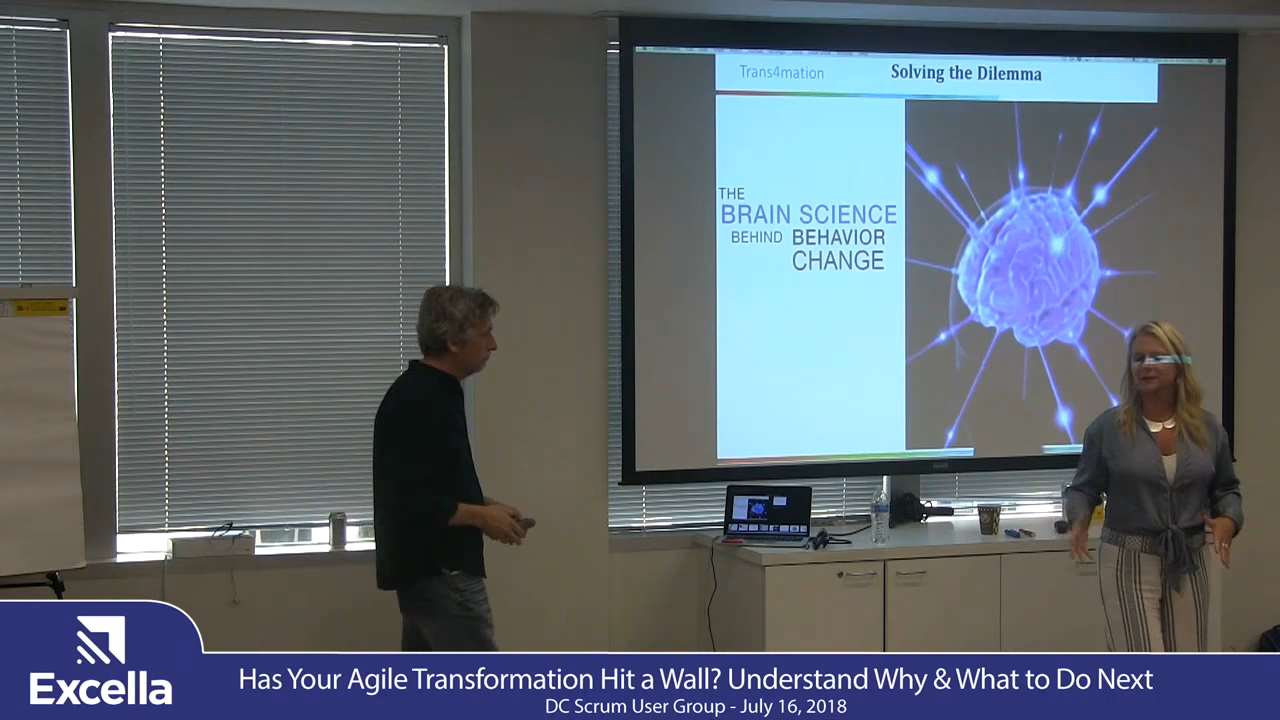 Trans4mation
Solving the Dilemma
THE
BRAIN SCIENCE
BEHIND BEHAVIOR
CHANGE
Excella
Has Your Agile Transformation Hit a Wall? Understand Why & What to Do Next
DC Scrum User Group - July 16, 2018